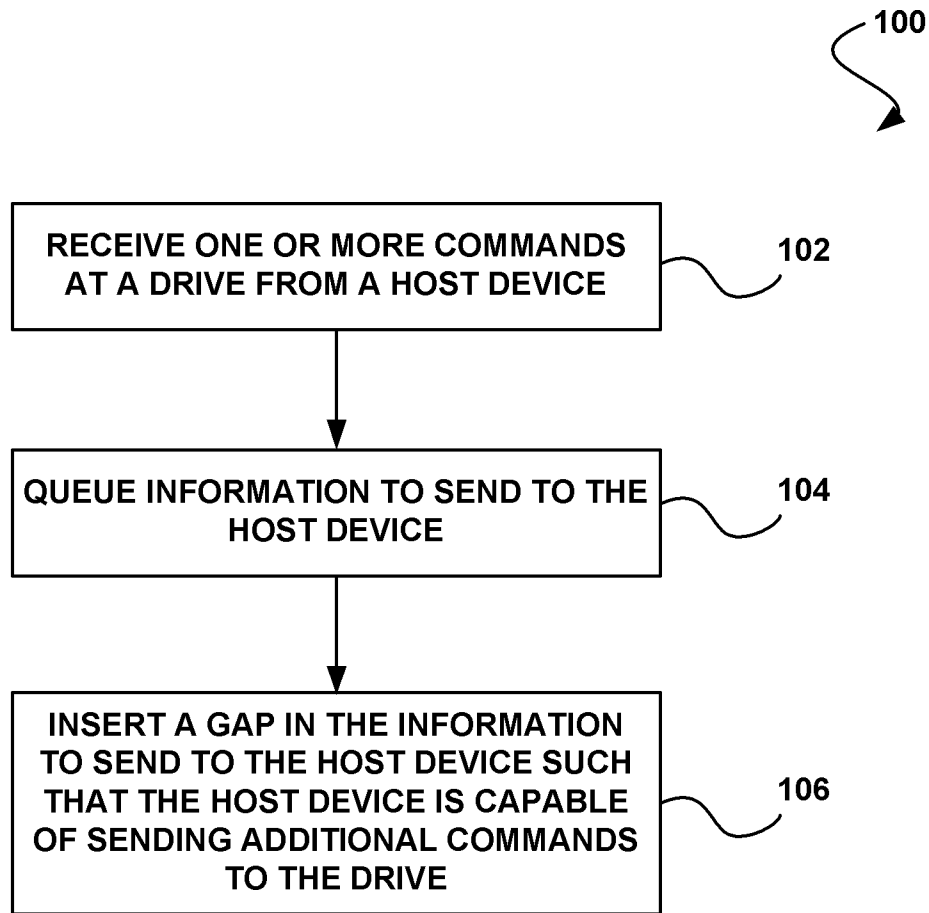 100
RECEIVE ONE OR MORE COMMANDS
AT A DRIVE FROM A HOST DEVICE
102
QUEUE INFORMATION TO SEND TO THE
HOST DEVICE
104
INSERT A GAP IN THE INFORMATION
TO SEND TO THE HOST DEVICE SUCH
THAT THE HOST DEVICE IS CAPABLE
OF SENDING ADDITIONAL COMMANDS
TO THE DRIVE
106